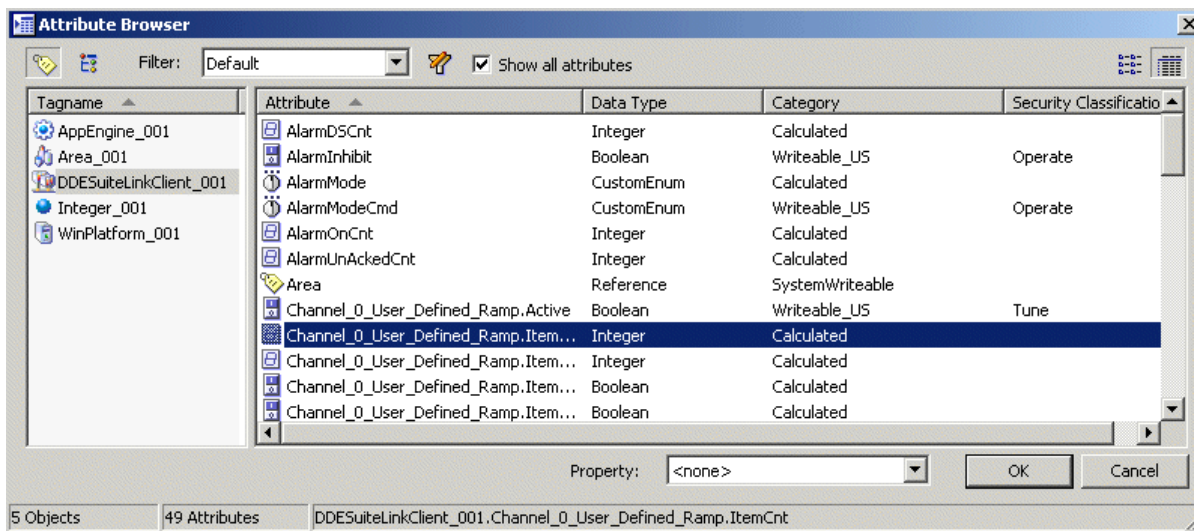 Attribute Browser
Filter: Default Show all attributes
Tagname Attribute Data Type Category Security Classificatio
AppEngine_001 AlarmDSCnt Integer Calculated
Area_001 AlarmInhibit Boolean Writeable_US Operate
DDESuiteLinkClient_001 AlarmMode CustomEnum Calculated
Integer_001 AlarmModeCmd CustomEnum Writeable_US Operate
WinPlatform_001 AlarmOnCnt Integer Calculated
AlarmUnAckedCnt Integer Calculated
Area Reference SystemWriteable
Channel_0_User_Defined_Ramp.Active Boolean Writeable_US Tune
Channel_0_User_Defined_Ramp.Item... Integer Calculated
Channel_0_User_Defined_Ramp.Item... Integer Calculated
Channel_0_User_Defined_Ramp.Item... Boolean Calculated
Channel_0_User_Defined_Ramp.Item... Boolean Calculated
Property: <none> OK Cancel
5 Objects 49 Attributes DDESuiteLinkClient_001.Channel_0_User_Defined_Ramp.ItemCnt